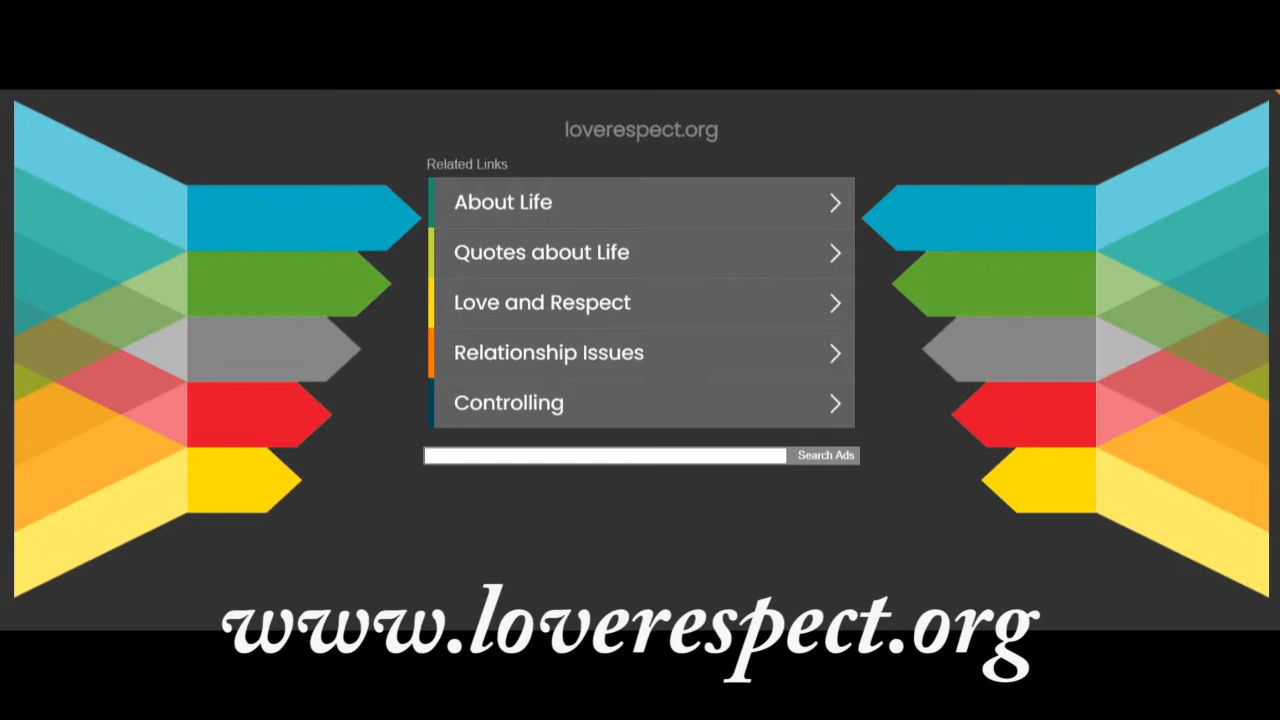 loverespect.org
Related Links
About Life
Quotes about Life
Love and Respect
Relationship Issues
Controlling
Search Ads
www.loverespect.org